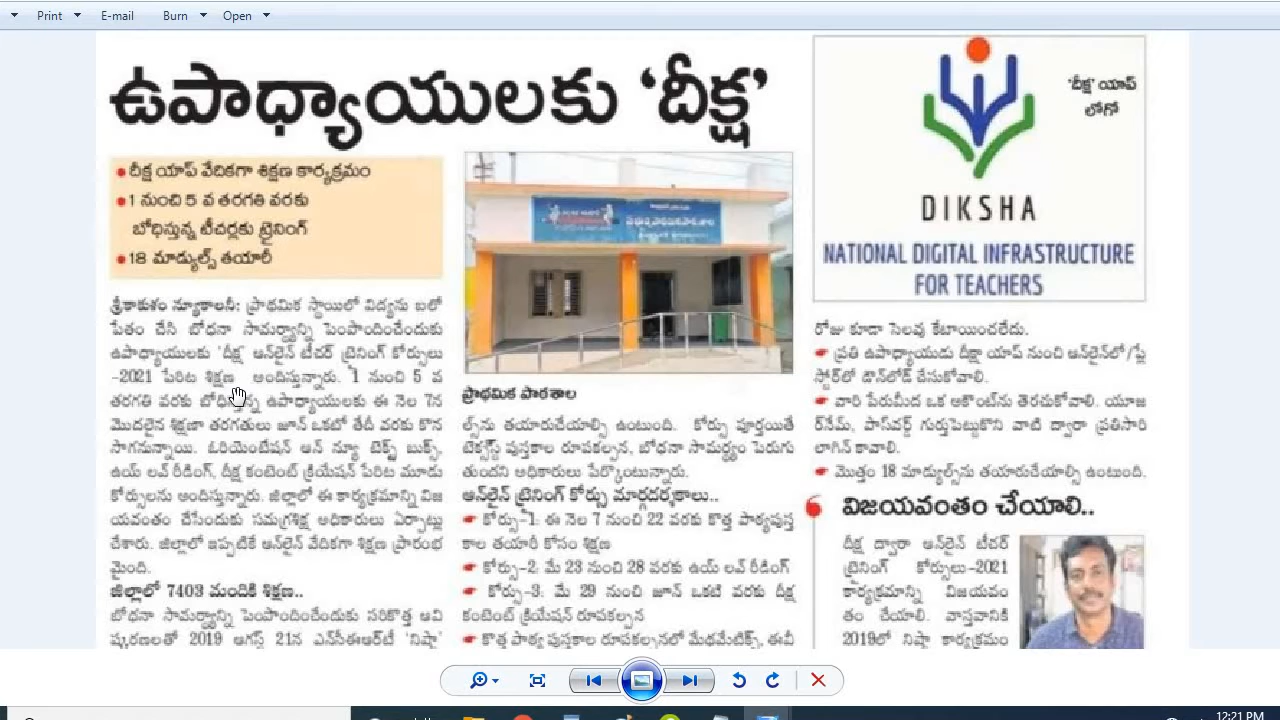 Print
E-mail
Burn
Open
ఉపాధ్యాయులకు ‘దీక్ష’
• దీక్ష యాప్ వేదికగా శిక్షణ కార్యక్రమం
• 1 నుంచి 5 వ తరగతి వరకు
బోధిస్తున్న టీచర్లకు ట్రైనింగ్
• 18 మాడ్యుల్స్ తయారీ
శ్రీకాకుళం న్యూకాలనీ: ప్రాథమిక స్థాయిలో విద్యను బలో
పేతం చేసి బోధనా సామర్థ్యాన్ని పెంపొందించేందుకు
ఉపాధ్యాయులకు ‘దీక్ష’ ఆన్‌లైన్ టీచర్ ట్రైనింగ్ కోర్సులు
-2021 పేరిట శిక్షణ అందిస్తున్నారు. 1 నుంచి 5 వ
తరగతి వరకు బోధిస్తున్న ఉపాధ్యాయులకు ఈ నెల 7న
మొదలైన శిక్షణా తరగతులు జూన్ ఒకటో తేదీ వరకు కొన
సాగనున్నాయి. ఓరియెంటేషన్ ఆన్ న్యూ టెక్ట్స్ బుక్స్,
ఉయ్ లవ్ రీడింగ్, దీక్ష కంటెంట్ క్రియేషన్ పేరిట మూడు
కోర్సులను అందిస్తున్నారు. జిల్లాలో ఈ కార్యక్రమాన్ని విజ
యవంతం చేసేందుకు సమగ్రశిక్ష అధికారులు ఏర్పాట్లు
చేశారు. జిల్లాలో ఇప్పటికే ఆన్‌లైన్ వేదికగా శిక్షణ ప్రారంభ
మైంది.
జిల్లాలో 7403 మందికి శిక్షణ..
బోధనా సామర్థ్యాన్ని పెంపొందించేందుకు సరికొత్త ఆవి
ష్కరణలతో 2019 ఆగస్ట్ 21న ఎన్‌సీఈఆర్‌టీ ‘నిష్టా’
ప్రాథమిక పాఠశాల
ల్స్‌ను తయారుచేయాల్సి ఉంటుంది. కోర్సు పూర్తయితే
టెక్ట్స్ పుస్తకాల రూపకల్పన, బోధనా సామర్థ్యం పెరుగు
తుందని అధికారులు పేర్కొంటున్నారు.
ఆన్‌లైన్ ట్రైనింగ్ కోర్సు మార్గదర్శకాలు..
కోర్సు-1: ఈ నెల 7 నుంచి 22 వరకు కొత్త పాఠ్యపుస్త
కాల తయారీ కోసం శిక్షణ
కోర్సు-2: మే 23 నుంచి 28 వరకు ఉయ్ లవ్ రీడింగ్
కోర్సు-3: మే 29 నుంచి జూన్ ఒకటి వరకు దీక్ష
కంటెంట్ క్రియేషన్ రూపకల్పన
కొత్త పాఠ్య పుస్తకాల రూపకల్పనలో మేథమేటిక్స్, ఈవీ
‘దీక్ష’ యాప్
లోగో
DIKSHA
NATIONAL DIGITAL INFRASTRUCTURE
FOR TEACHERS
రోజు కూడా సెలవు కేటాయించలేదు.
ప్రతి ఉపాధ్యాయుడు దీక్షా యాప్ నుంచి ఆన్‌లైన్‌లో/ప్లే
స్టోర్‌లో డౌన్‌లోడ్ చేసుకోవాలి.
వారి పేరుమీద ఒక అకౌంట్‌ను తెరచుకోవాలి. యూజ
ర్‌నేమ్, పాస్‌వర్డ్ గుర్తుపెట్టుకొని వాటి ద్వారా ప్రతిసారి
లాగిన్ కావాలి.
మొత్తం 18 మాడ్యుల్స్‌ను తయారుచేయాల్సి ఉంటుంది.
విజయవంతం చేయాలి..
దీక్ష ద్వారా ఆన్‌లైన్ టీచర్
ట్రైనింగ్ కోర్సులు-2021
కార్యక్రమాన్ని విజయవం
తం చేయాలి. వాస్తవానికి
2019లో నిష్టా కార్యక్రమం
12:21 PM